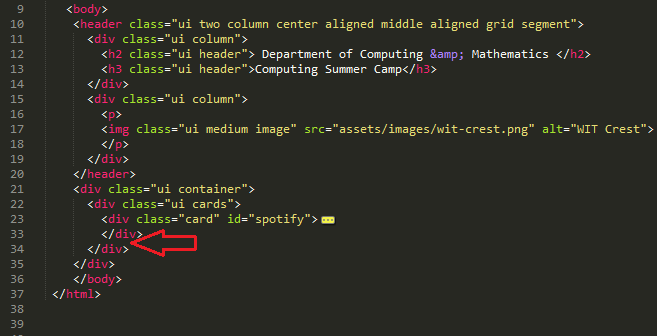 9 <body>
10 <header class="ui two column center aligned middle aligned grid segment">
11 <div class="ui column">
12 <h2 class="ui header"> Department of Computing &amp; Mathematics </h2>
13 <h3 class="ui header">Computing Summer Camp</h3>
14 </div>
15 <div class="ui column">
16 <p>
17 <img class="ui medium image" src="assets/images/wit-crest.png" alt="WIT Crest">
18 </p>
19 </div>
20 </header>
21 <div class="ui container">
22 <div class="ui cards">
23 <div class="card" id="spotify">
33 </div>
34 </div>
35 </div>
36 </body>
37 </html>
38
39